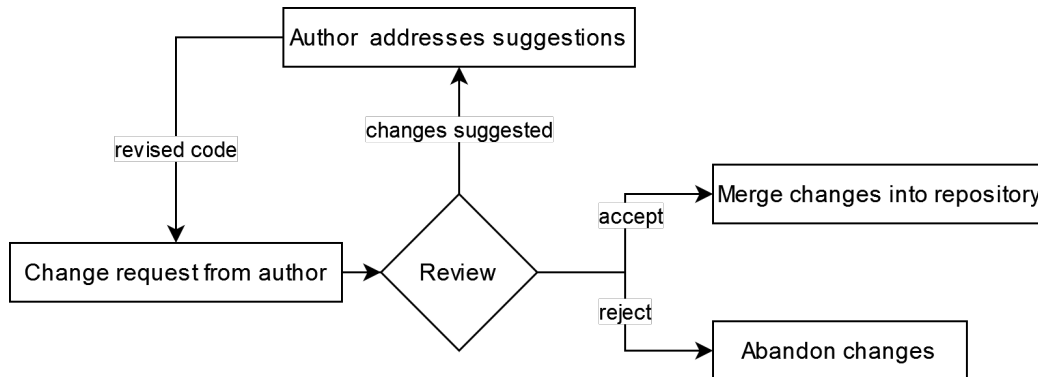 Author addresses suggestions
changes suggested
revised code
Merge changes into repository
accept
Change request from author
Review
reject
Abandon changes